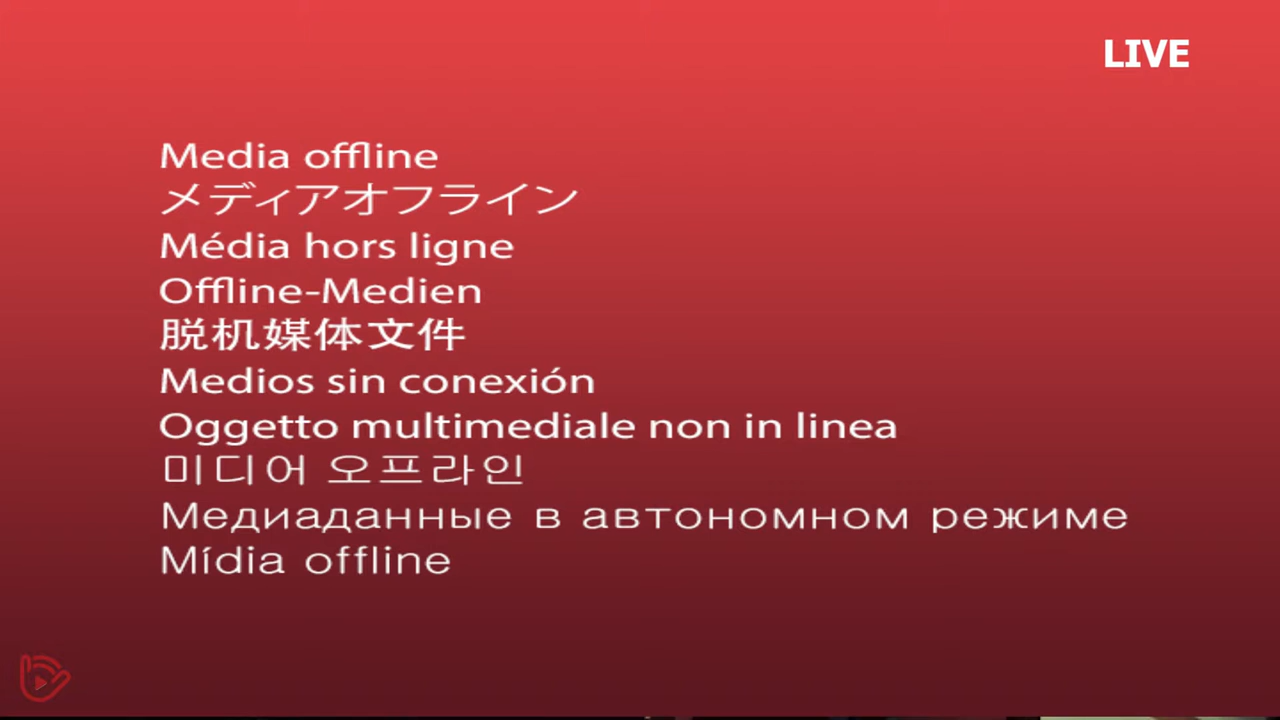 LIVE
Media offline
メディアオフライン
Média hors ligne
Offline-Medien
脱机媒体文件
Medios sin conexión
Oggetto multimediale non in linea
미디어 오프라인
Медиаданные в автономном режиме
Mídia offline